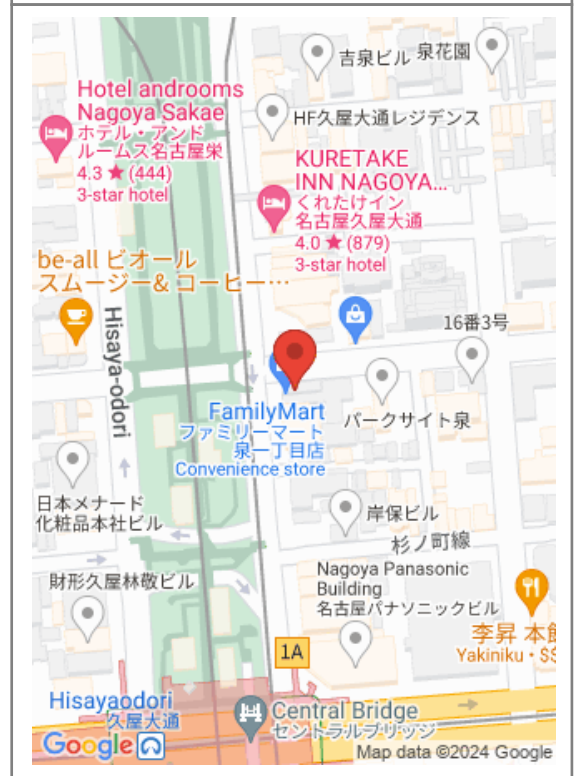 吉泉ビル
泉花園
Hotel androoms
Nagoya Sakae
ホテル・アンド
ルームス名古屋栄
4.3 ★ (444)
3-star hotel
HF久屋大通レジデンス
KURETAKE
INN NAGOYA...
くれたけイン
名古屋久屋大通
4.0 ★ (879)
3-star hotel
be-all ビオール
スムージー& コーヒー…
Hisaya-odori
16番3号
FamilyMart
ファミリーマート
泉一丁目店
Convenience store
パークサイト泉
日本メナード
化粧品本社ビル
岸保ビル
杉ノ町線
財形久屋林敬ビル
Nagoya Panasonic
Building
名古屋パナソニックビル
李昇 本館
Yakiniku・$$
1A
Hisayaodori
久屋大通
Central Bridge
セントラルブリッジ
Google
Map data ©2024 Google